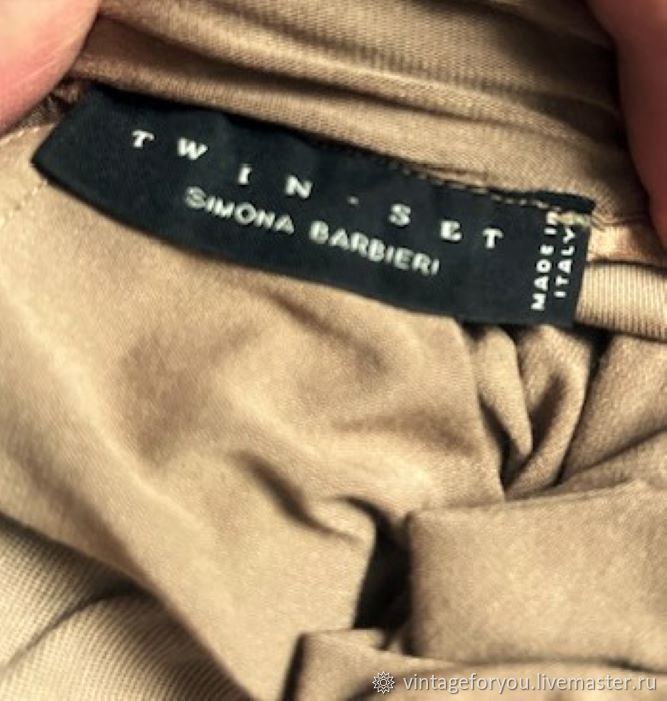 TWIN-SET
SIMONA BARBIERI
MADE IN
ITALY
vintageforyou.livemaster.ru